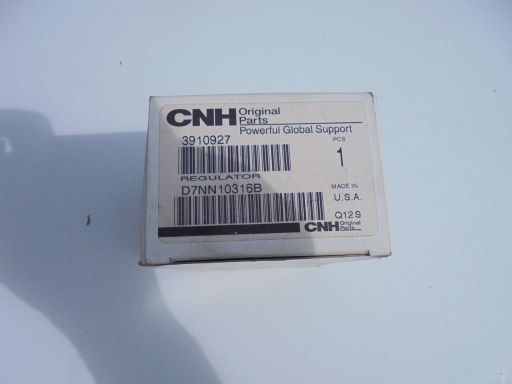 CNH Original Parts
Powerful Global Support
3910927
PCS
1
REGULATOR
D7NN10316B
MADE IN
U.S.A.
Q12S
CNH Original Parts